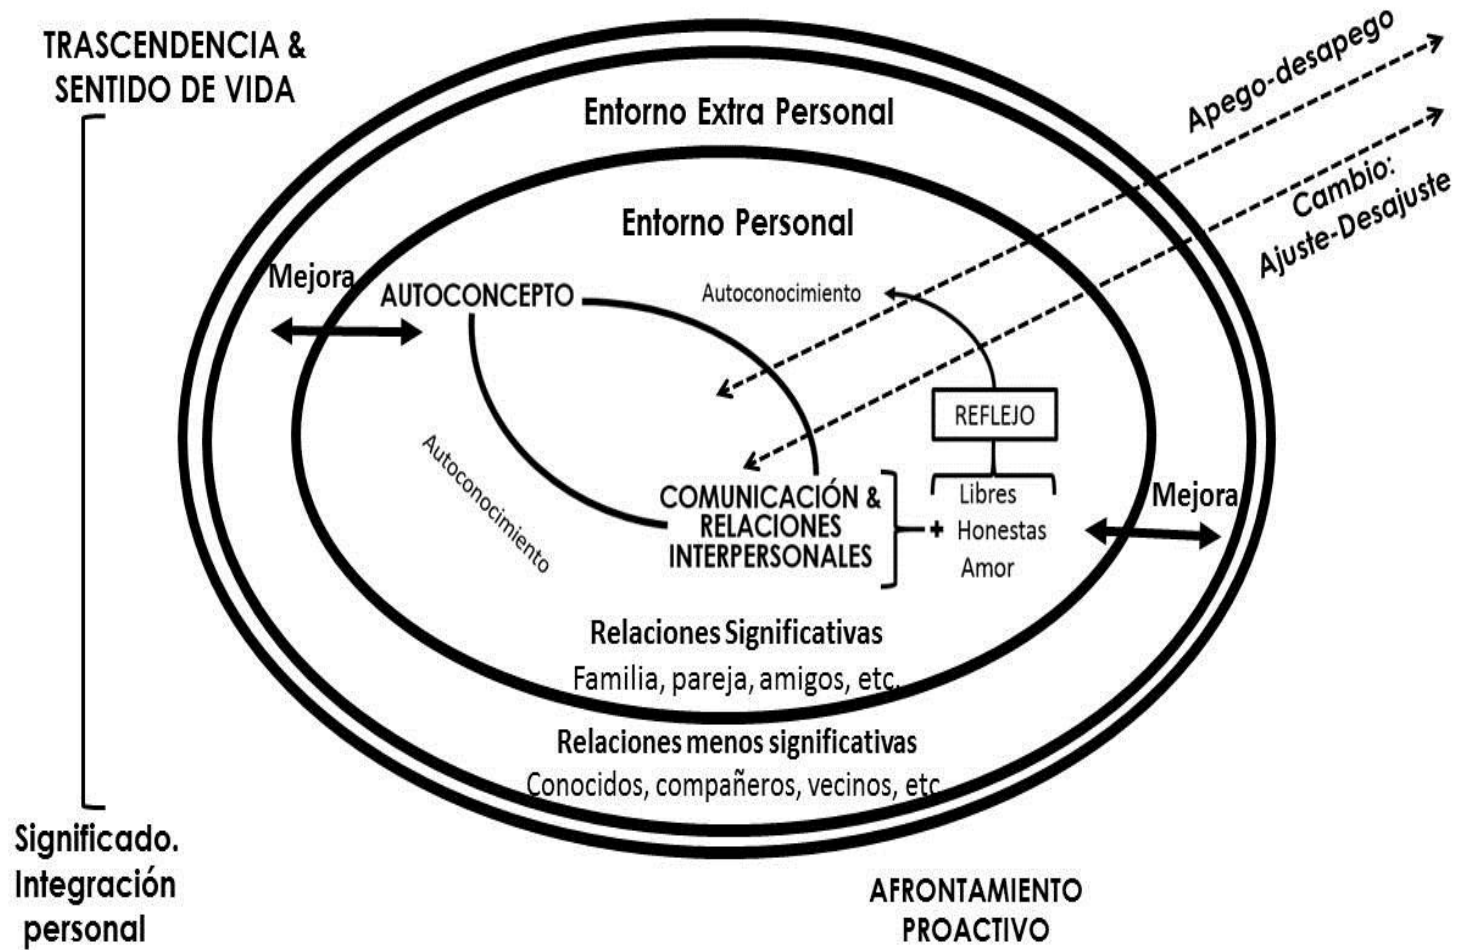 TRASCENDENCIA &
SENTIDO DE VIDA
Entorno Extra Personal
Apego-desapego
Cambio:
Ajuste-Desajuste
Entorno Personal
Mejora
AUTOCONCEPTO
Autoconocimiento
REFLEJO
Autoconocimiento
COMUNICACIÓN &
RELACIONES
INTERPERSONALES
+
Libres
Honestas
Amor
Mejora
Relaciones Significativas
Familia, pareja, amigos, etc.
Relaciones menos significativas
Conocidos, compañeros, vecinos, etc
Significado.
Integración
personal
AFRONTAMIENTO
PROACTIVO